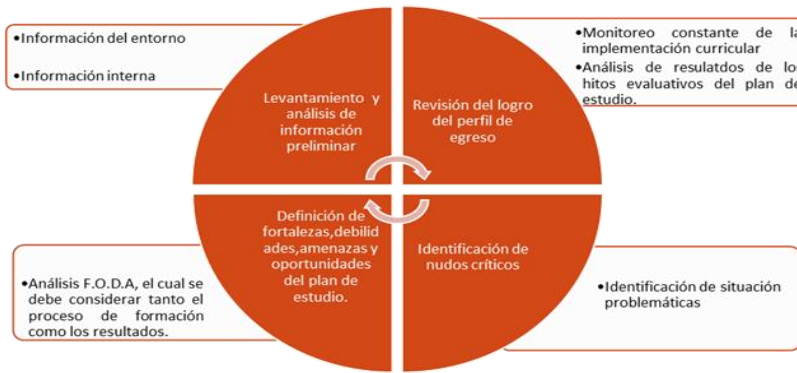 •Información del entorno
•Información interna
Levantamiento y
análisis de
información
preliminar
Revisión del logro
del perfil de
egreso
•Monitoreo constante de la
implementación curricular
•Análisis de resulatdos de los
hitos evaluativos del plan de
estudio.
Definición de
fortalezas,debilid
ades,amenazas y
oportunidades
del plan de
estudio.
Identificación de
nudos críticos
•Análisis F.O.D.A, el cual se
debe considerar tanto el
proceso de formación
como los resultados.
•Identificación de situación
problemáticas